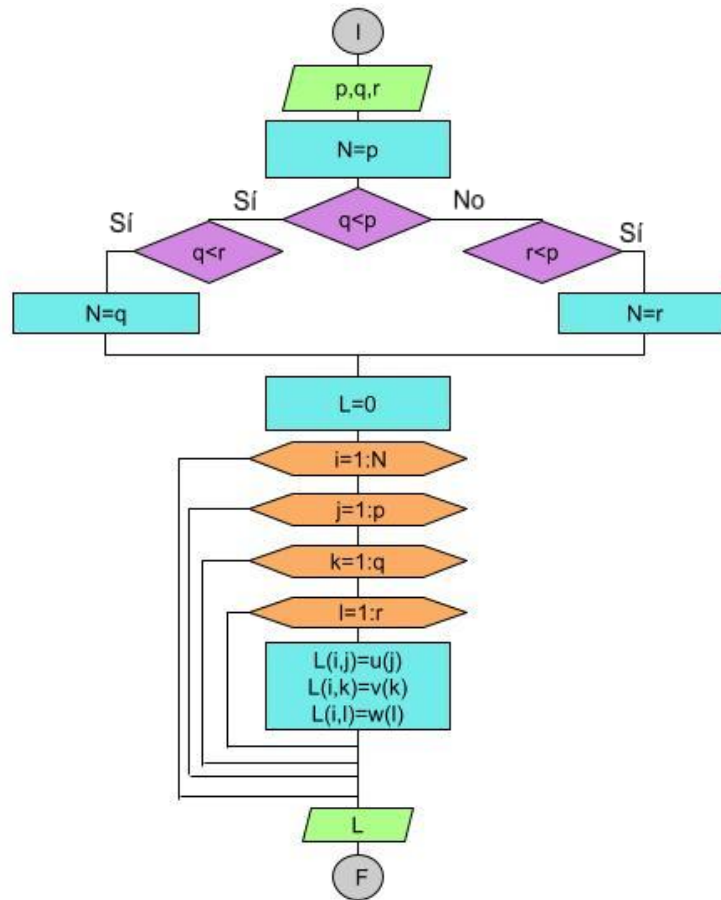 I
p,q,r
N=p
Sí
Sí
q<p
No
Sí
q<r
r<p
N=q
N=r
L=0
i=1:N
j=1:p
k=1:q
l=1:r
L(i,j)=u(j)
L(i,k)=v(k)
L(i,l)=w(l)
L
F